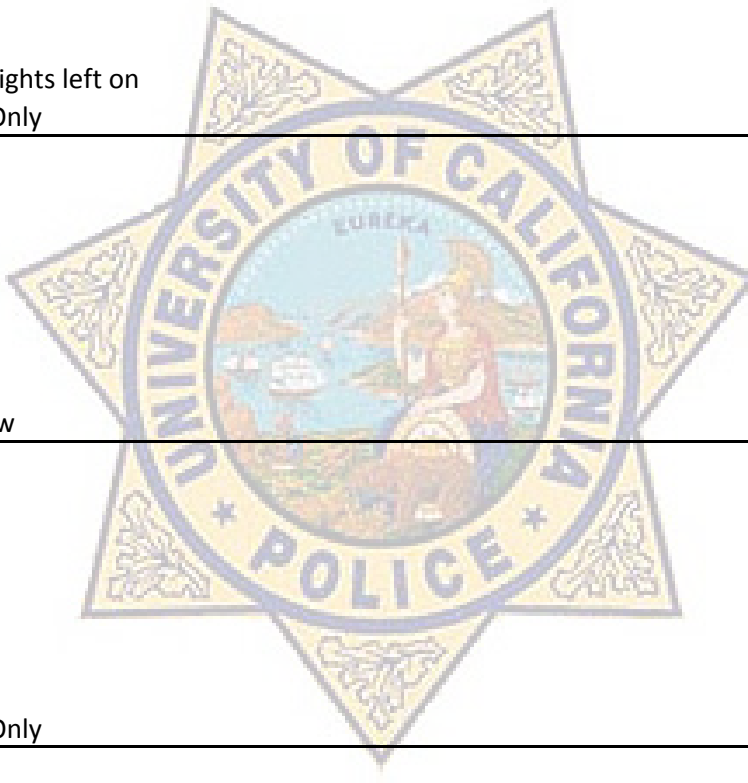 ights left on
Only
UNIVERSITY OF CALIFORNIA
EUREKA
w
POLICE
Only